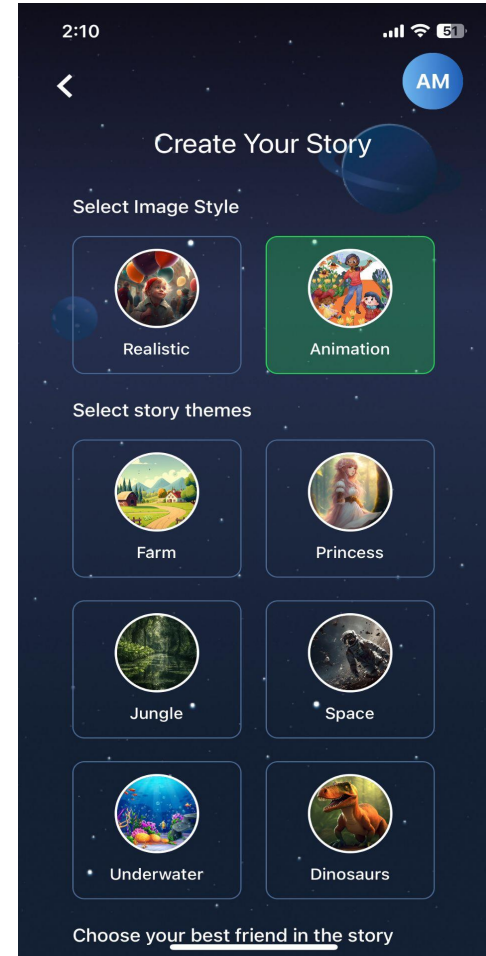 2:10
51
AM
Create Your Story
Select Image Style
Realistic
Animation
Select story themes
Farm
Princess
Jungle
Space
Underwater
Dinosaurs
Choose your best friend in the story